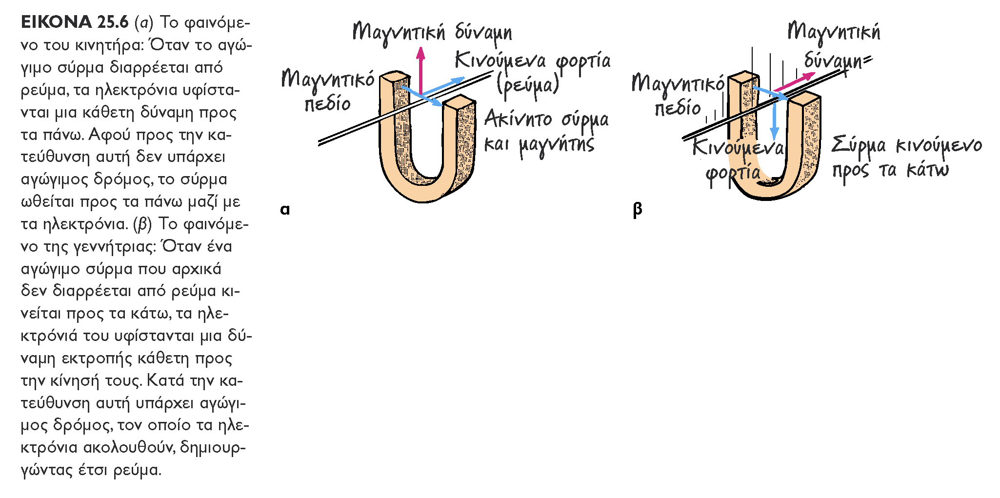 ΕΙΚΟΝΑ 25.6 (α) Το φαινόμε-
νο του κινητήρα: Όταν το αγώ-
γιμο σύρμα διαρρέεται από
ρεύμα, τα ηλεκτρόνια υφίστα-
νται μια κάθετη δύναμη προς
τα πάνω. Αφού προς την κα-
τεύθυνση αυτή δεν υπάρχει
αγώγιμος δρόμος, το σύρμα
ωθείται προς τα πάνω μαζί με
τα ηλεκτρόνια. (β) Το φαινόμε-
νο της γεννήτριας: Όταν ένα
αγώγιμο σύρμα που αρχικά
δεν διαρρέεται από ρεύμα κι-
νείται προς τα κάτω, τα ηλε-
κτρόνιά του υφίστανται μια δύ-
ναμη εκτροπής κάθετη προς
την κίνησή τους. Κατά την κα-
τεύθυνση αυτή υπάρχει αγώγι-
μος δρόμος, τον οποίο τα ηλε-
κτρόνια ακολουθούν, δημιουρ-
γώντας έτσι ρεύμα.
Μαγνητική δύναμη
Κινούμενα φορτία
(ρεύμα)
Μαγνητικό
πεδίο
Ακίνητο σύρμα
και μαγνήτης
α
Μαγνητική
δύναμη
Μαγνητικό
πεδίο
Κινούμενα
φορτία
Σύρμα κινούμενο
προς τα κάτω
β